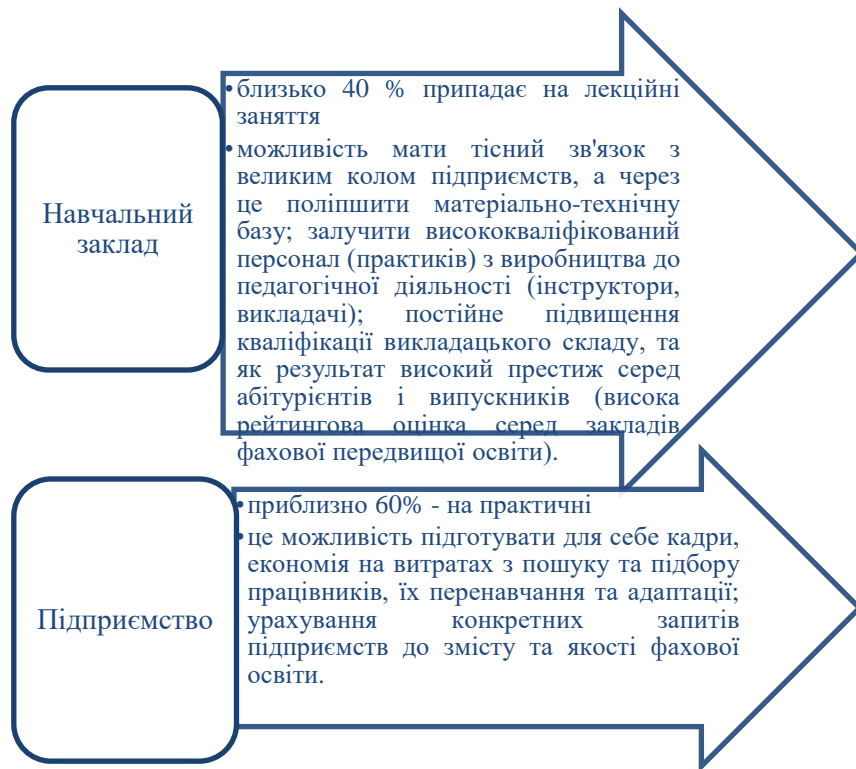 Навчальний
заклад
•близько 40 % припадає на лекційні
заняття
•можливість мати тісний зв'язок з
великим колом підприємств, а через
це поліпшити матеріально-технічну
базу; залучити висококваліфікований
персонал (практиків) з виробництва до
педагогічної діяльності (інструктори,
викладачі); постійне підвищення
кваліфікації викладацького складу, та
як результат високий престиж серед
абітурієнтів і випускників (висока
рейтингова оцінка серед закладів
фахової передвищої освіти).
Підприємство
•приблизно 60% - на практичні
•це можливість підготувати для себе кадри,
економія на витратах з пошуку та підбору
працівників, їх перенавчання та адаптації;
урахування конкретних запитів
підприємств до змісту та якості фахової
освіти.